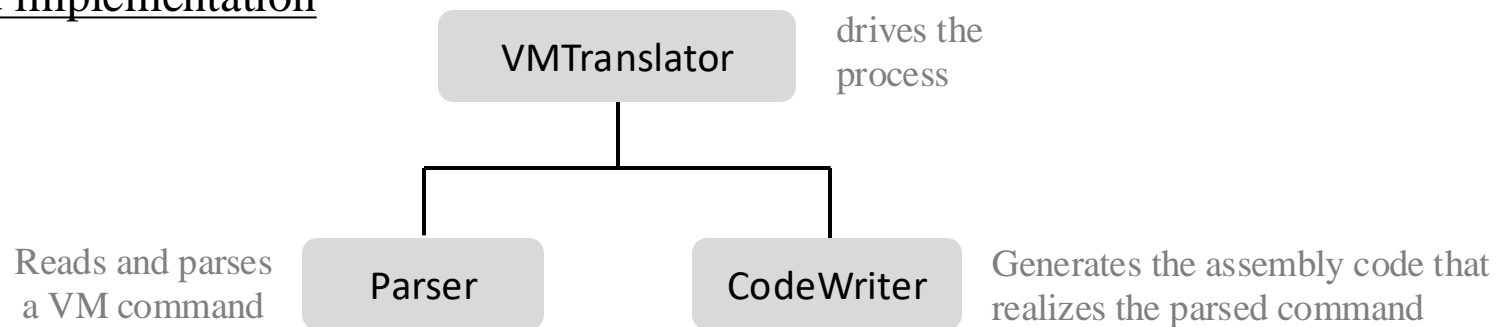 implementation
VMTranslator
drives the
process
Reads and parses
a VM command
Parser
CodeWriter
Generates the assembly code that
realizes the parsed command